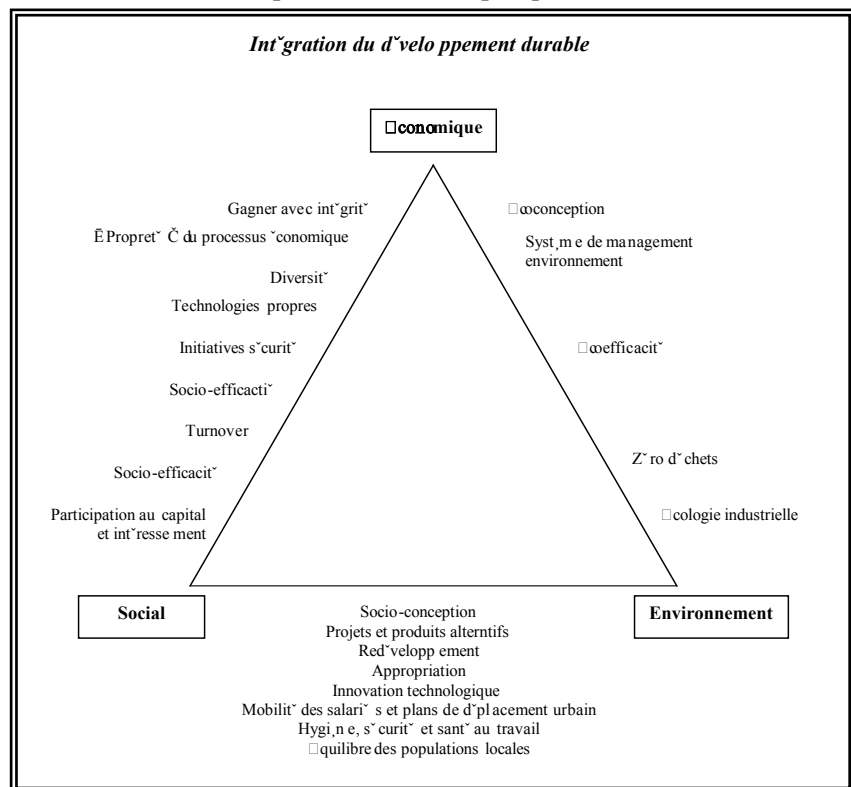 Intˇgration du dˇvelo ppement durable
□conomique
Gagner avec intˇgritˇ
Ē Propretˇ Č du processus ˇconomique
Diversitˇ
Technologies propres
Initiatives sˇcuritˇ
Socio-efficactiˇ
Turnover
Socio-efficacitˇ
Participation au capital
et intˇresse ment
□coconception
Syst¸m e de management
environnement
□coefficacitˇ
Zˇro dˇchets
□cologie industrielle
Social
Environnement
Socio-conception
Projets et produits alterntifs
Redˇvelopp ement
Appropriation
Innovation technologique
Mobilitˇ des salariˇ s et plans de dˇpl acement urbain
Hygi¸n e, sˇcuritˇ et santˇ au travail
□quilibre des populations locales